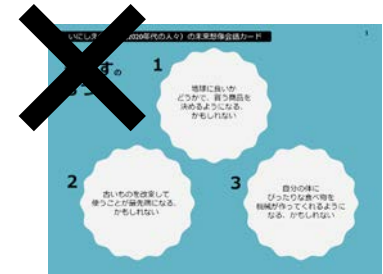 いにしえ
2020年代の人々）の未来想像会話カード
1
す。の
1
地球に良いか
どうかで、買う商品を
決めるようになる、
かもしれない
2
古いものを改変して
使うことが最先端になる、
かもしれない
3
自分の体に
ぴったりな食べ物を
機械が作ってくれるように
なる、かもしれない